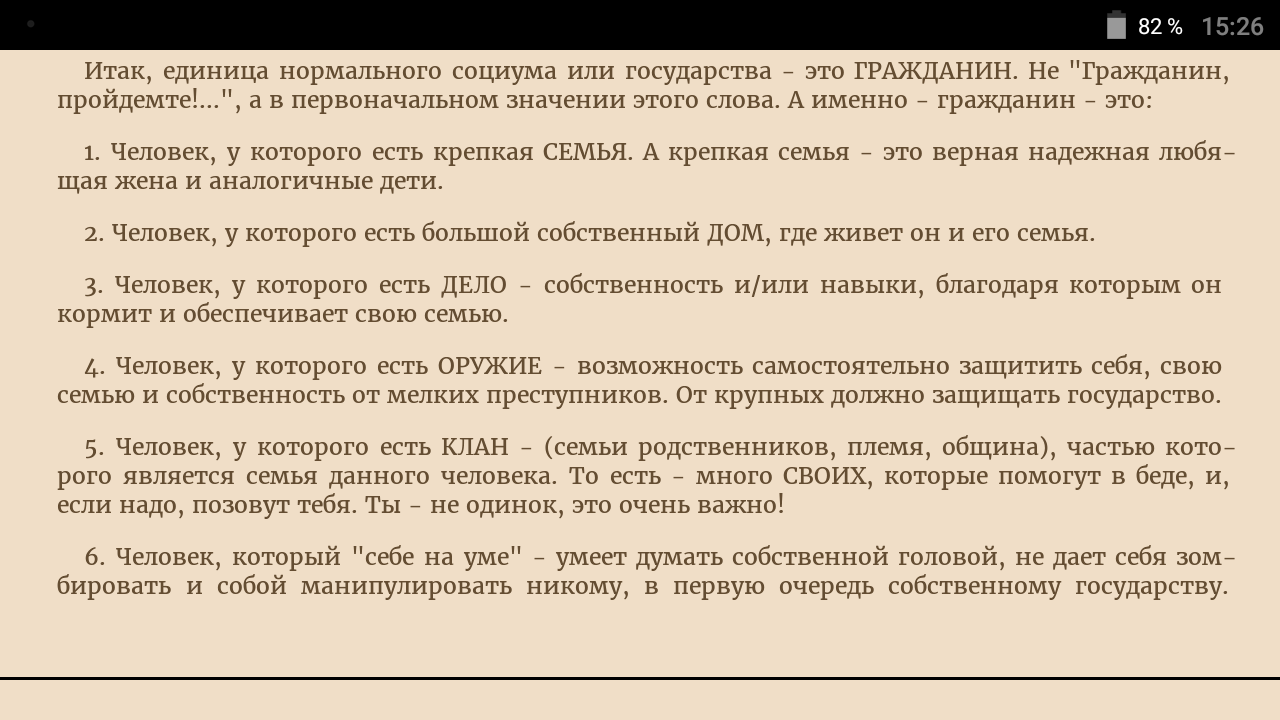 82 % 15:26
Итак, единица нормального социума или государства - это ГРАЖДАНИН. Не "Гражданин,
пройдемте!...", а в первоначальном значении этого слова. А именно - гражданин - это:
1. Человек, у которого есть крепкая СЕМЬЯ. А крепкая семья - это верная надежная любя-
щая жена и аналогичные дети.
2. Человек, у которого есть большой собственный ДОМ, где живет он и его семья.
3. Человек, у которого есть ДЕЛО - собственность и/или навыки, благодаря которым он
кормит и обеспечивает свою семью.
4. Человек, у которого есть ОРУЖИЕ - возможность самостоятельно защитить себя, свою
семью и собственность от мелких преступников. От крупных должно защищать государство.
5. Человек, у которого есть КЛАН - (семьи родственников, племя, община), частью кото-
рого является семья данного человека. То есть - много СВОИХ, которые помогут в беде, и,
если надо, позовут тебя. Ты - не одинок, это очень важно!
6. Человек, который "себе на уме" - умеет думать собственной головой, не дает себя зом-
бировать и собой манипулировать никому, в первую очередь собственному государству.